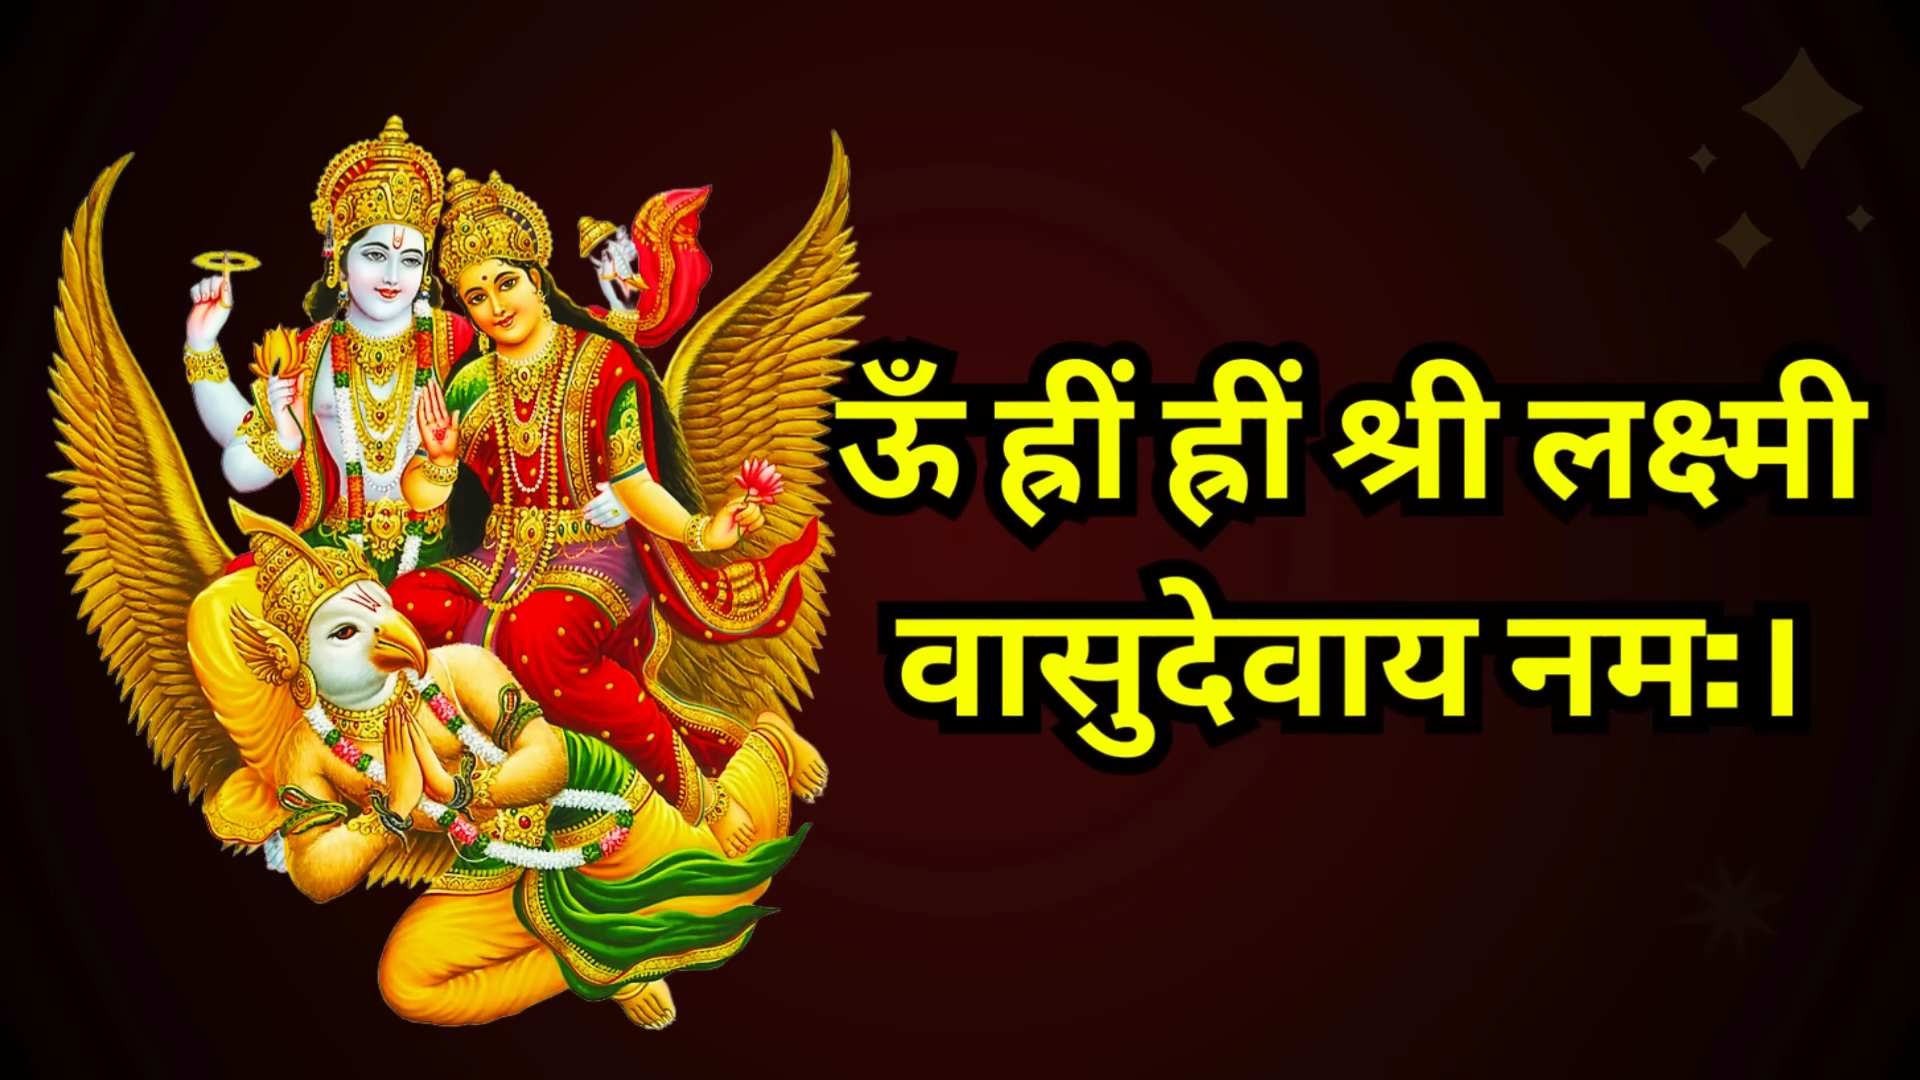 ऊँ ह्रीं ह्रीं श्री लक्ष्मी
वासुदेवाय नमः।